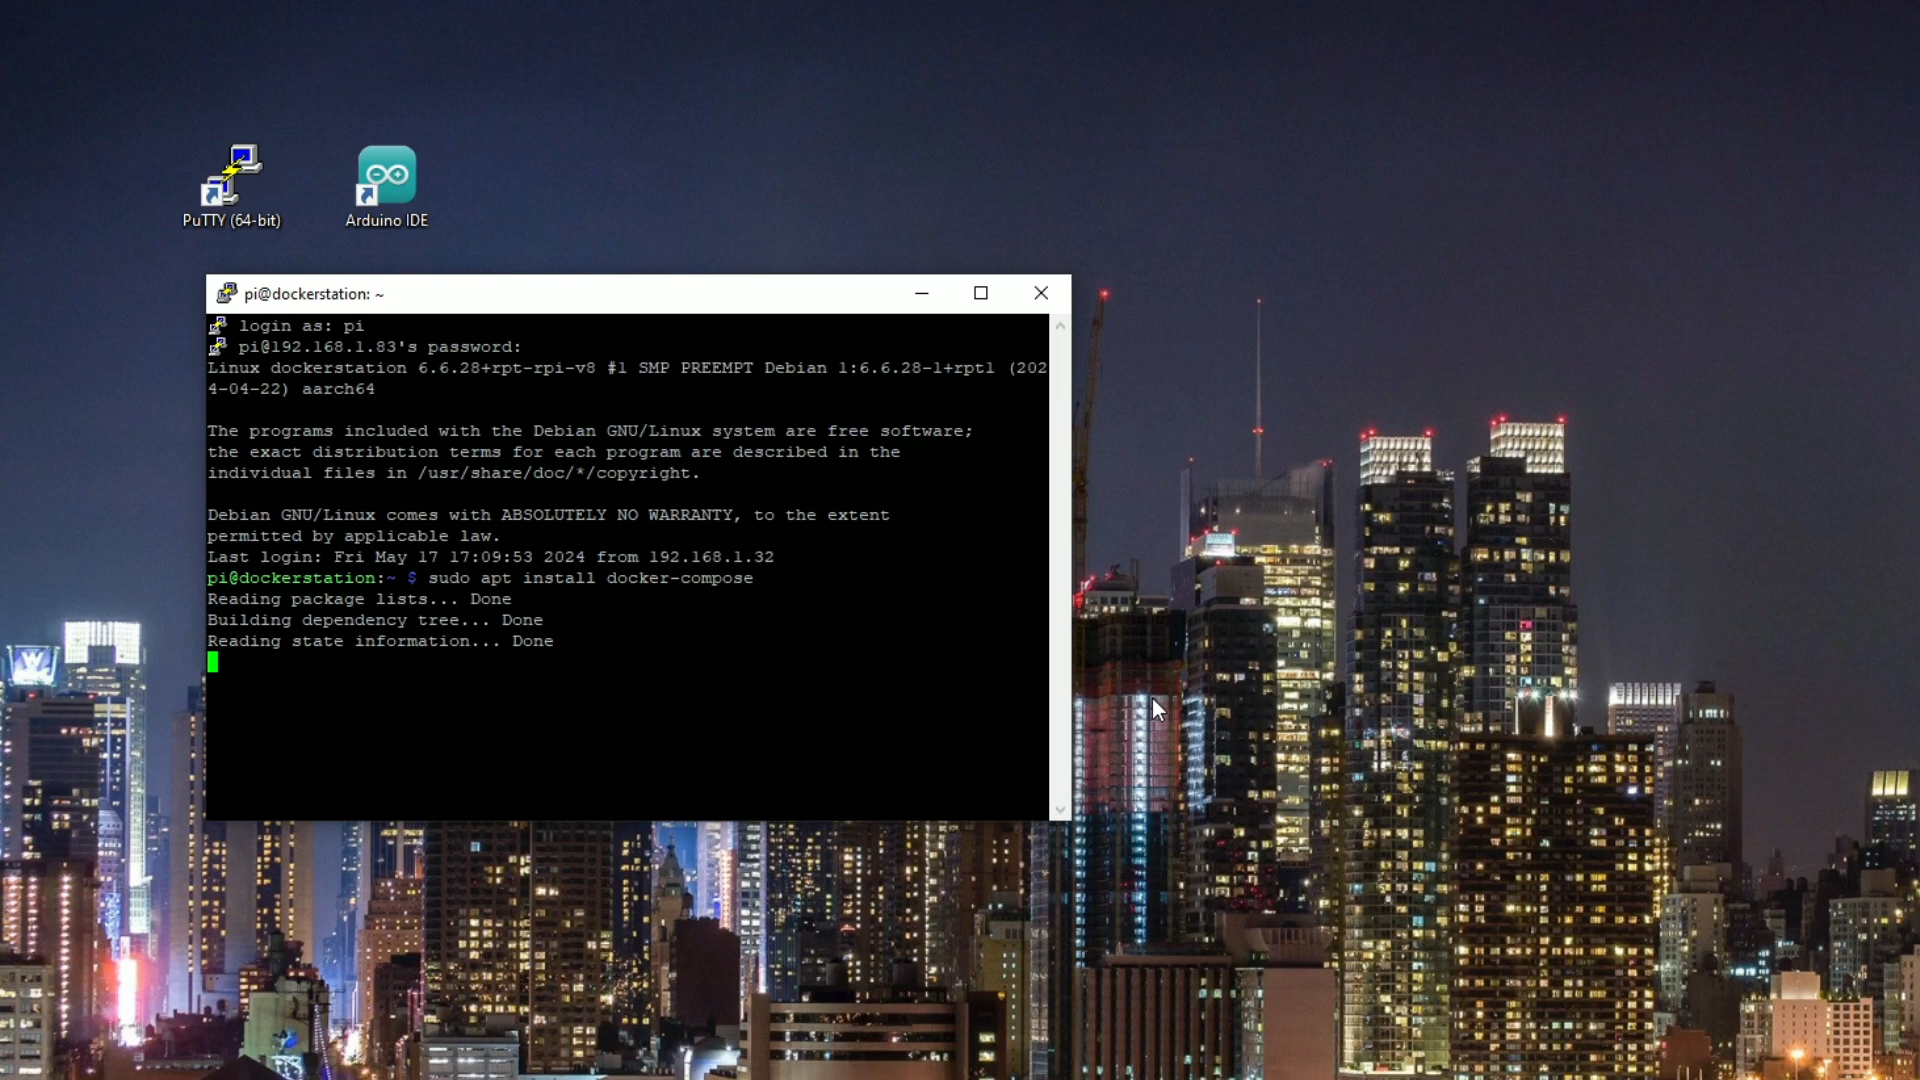 PuTTY (64-bit)
Arduino IDE
pi@dockerstation: ~
login as: pi
pi@192.168.1.83's password:
Linux dockerstation 6.6.28+rpt-rpi-v8 #1 SMP PREEMPT Debian 1:6.6.28-1+rpt1 (202
4-04-22) aarch64
The programs included with the Debian GNU/Linux system are free software;
the exact distribution terms for each program are described in the
individual files in /usr/share/doc/*/copyright.
Debian GNU/Linux comes with ABSOLUTELY NO WARRANTY, to the extent
permitted by applicable law.
Last login: Fri May 17 17:09:53 2024 from 192.168.1.32
pi@dockerstation:~ $ sudo apt install docker-compose
Reading package lists... Done
Building dependency tree... Done
Reading state information... Done
W